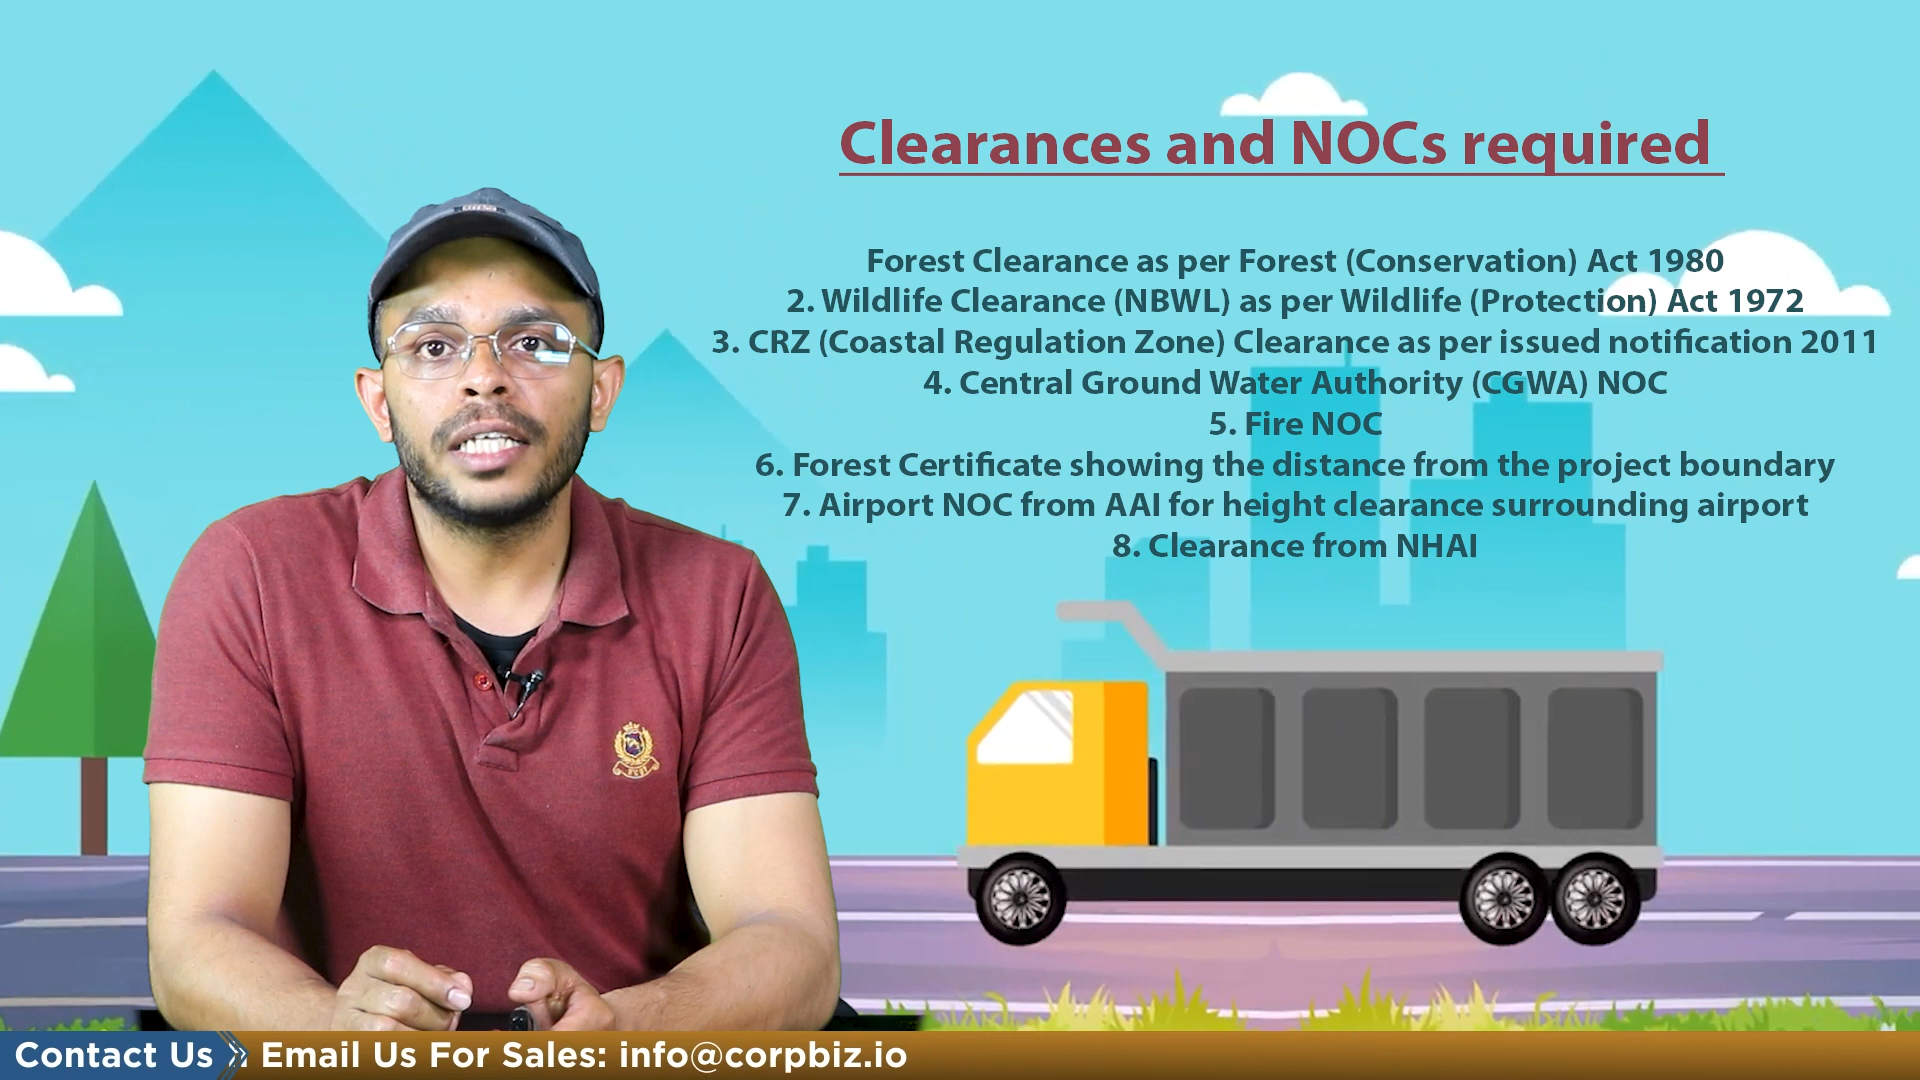 Clearances and NOCs required
Forest Clearance as per Forest (Conservation) Act 1980
2. Wildlife Clearance (NBWL) as per Wildlife (Protection) Act 1972
3. CRZ (Coastal Regulation Zone) Clearance as per issued notification 2011
4. Central Ground Water Authority (CGWA) NOC
5. Fire NOC
6. Forest Certificate showing the distance from the project boundary
7. Airport NOC from AAI for height clearance surrounding airport
8. Clearance from NHAI
Contact Us Email Us For Sales: info@corpbiz.io